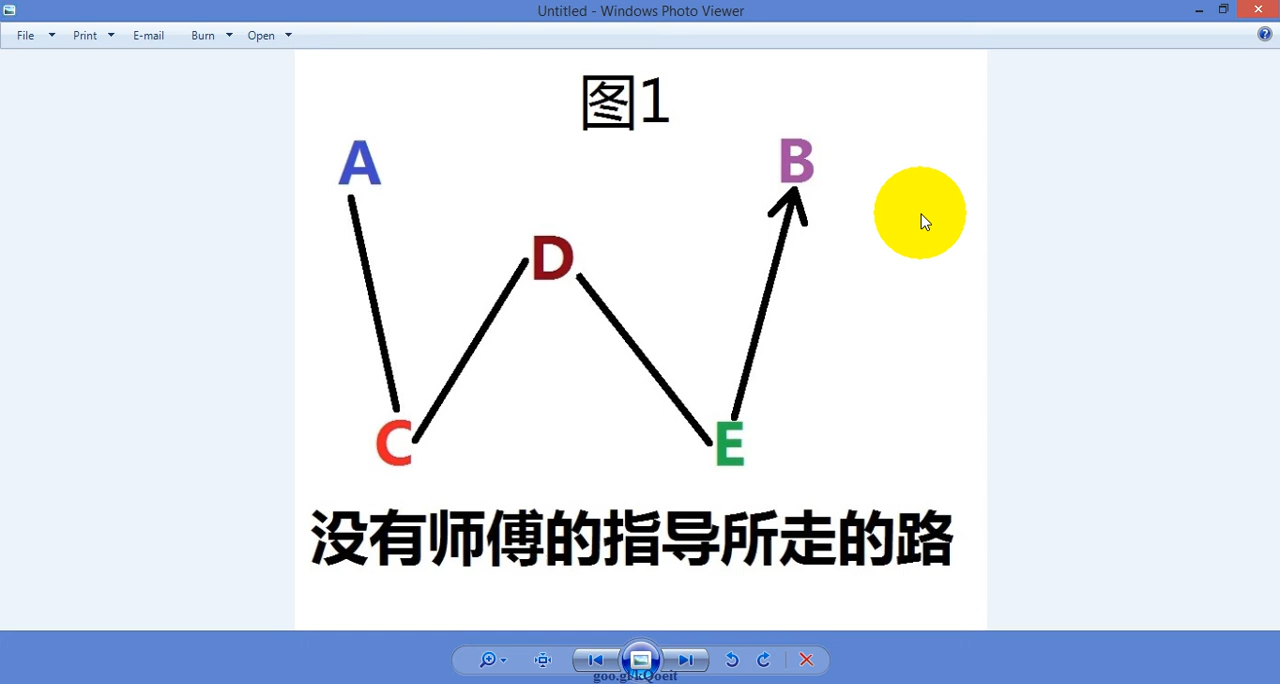 Untitled - Windows Photo Viewer
File Print E-mail Burn Open
图1
A B
D
C E
没有师傅的指导所走的路